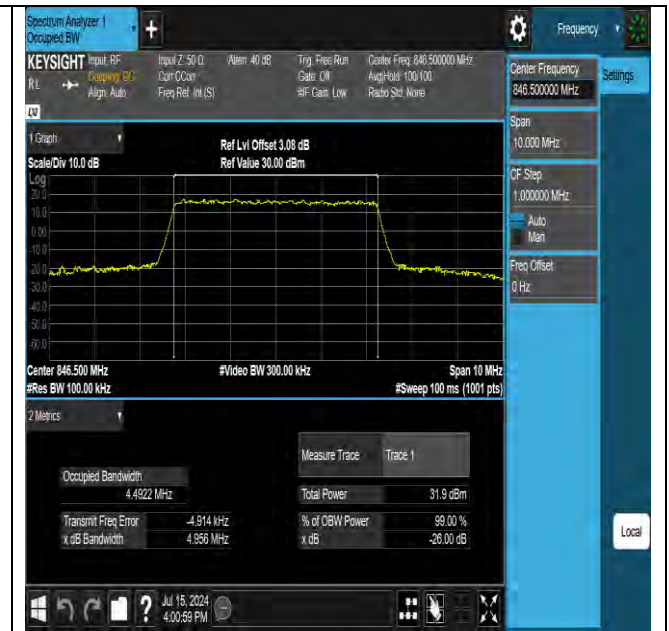 Spectrum Analyzer 1
Occupied BW
+
Frequency
KEYSIGHT Input: RF Input Z: 50 Ω Atten: 40 dB Trig: Free Run Center Freq: 846.500000 MHz
RL Coupling: DC Corr CCorr Gate: Off Avg|Hold: 100/100
Align: Auto Freq Ref: Int (S) #IF Gain: Low Radio Std: None
LXI
Center Frequency
846.500000 MHz
Settings
Span
10.000 MHz
CF Step
1.000000 MHz
Auto
Man
Freq Offset
0 Hz
1 Graph
Ref Lvl Offset 3.08 dB
Scale/Div 10.0 dB Ref Value 30.00 dBm
Log
20.0
10.0
0.00
-10.0
-20.0
-30.0
-40.0
-50.0
-60.0
Center 846.500 MHz #Video BW 300.00 kHz Span 10 MHz
#Res BW 100.00 kHz #Sweep 100 ms (1001 pts)
2 Metrics
Measure Trace Trace 1
Occupied Bandwidth
4.4922 MHz
Total Power 31.9 dBm
Transmit Freq Error -4.914 kHz % of OBW Power 99.00 %
x dB Bandwidth 4.956 MHz x dB -26.00 dB
Local
?
Jul 15, 2024
4:00:59 PM